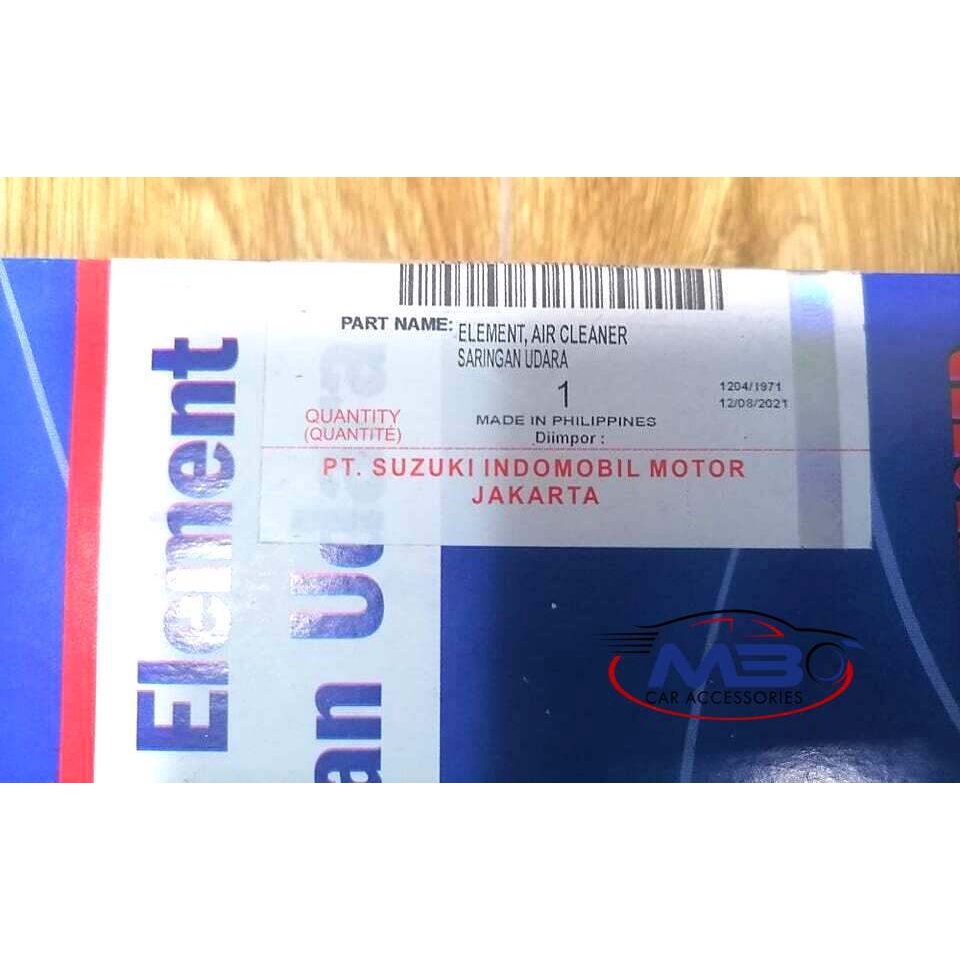 PART NAME: ELEMENT, AIR CLEANER
SARINGAN UDARA
1
1204/1971
12/08/2021
QUANTITY
(QUANTITÉ)
MADE IN PHILIPPINES
Diimpor :
PT. SUZUKI INDOMOBIL MOTOR
JAKARTA
Element
an Udara
MB
CAR ACCESSORIES